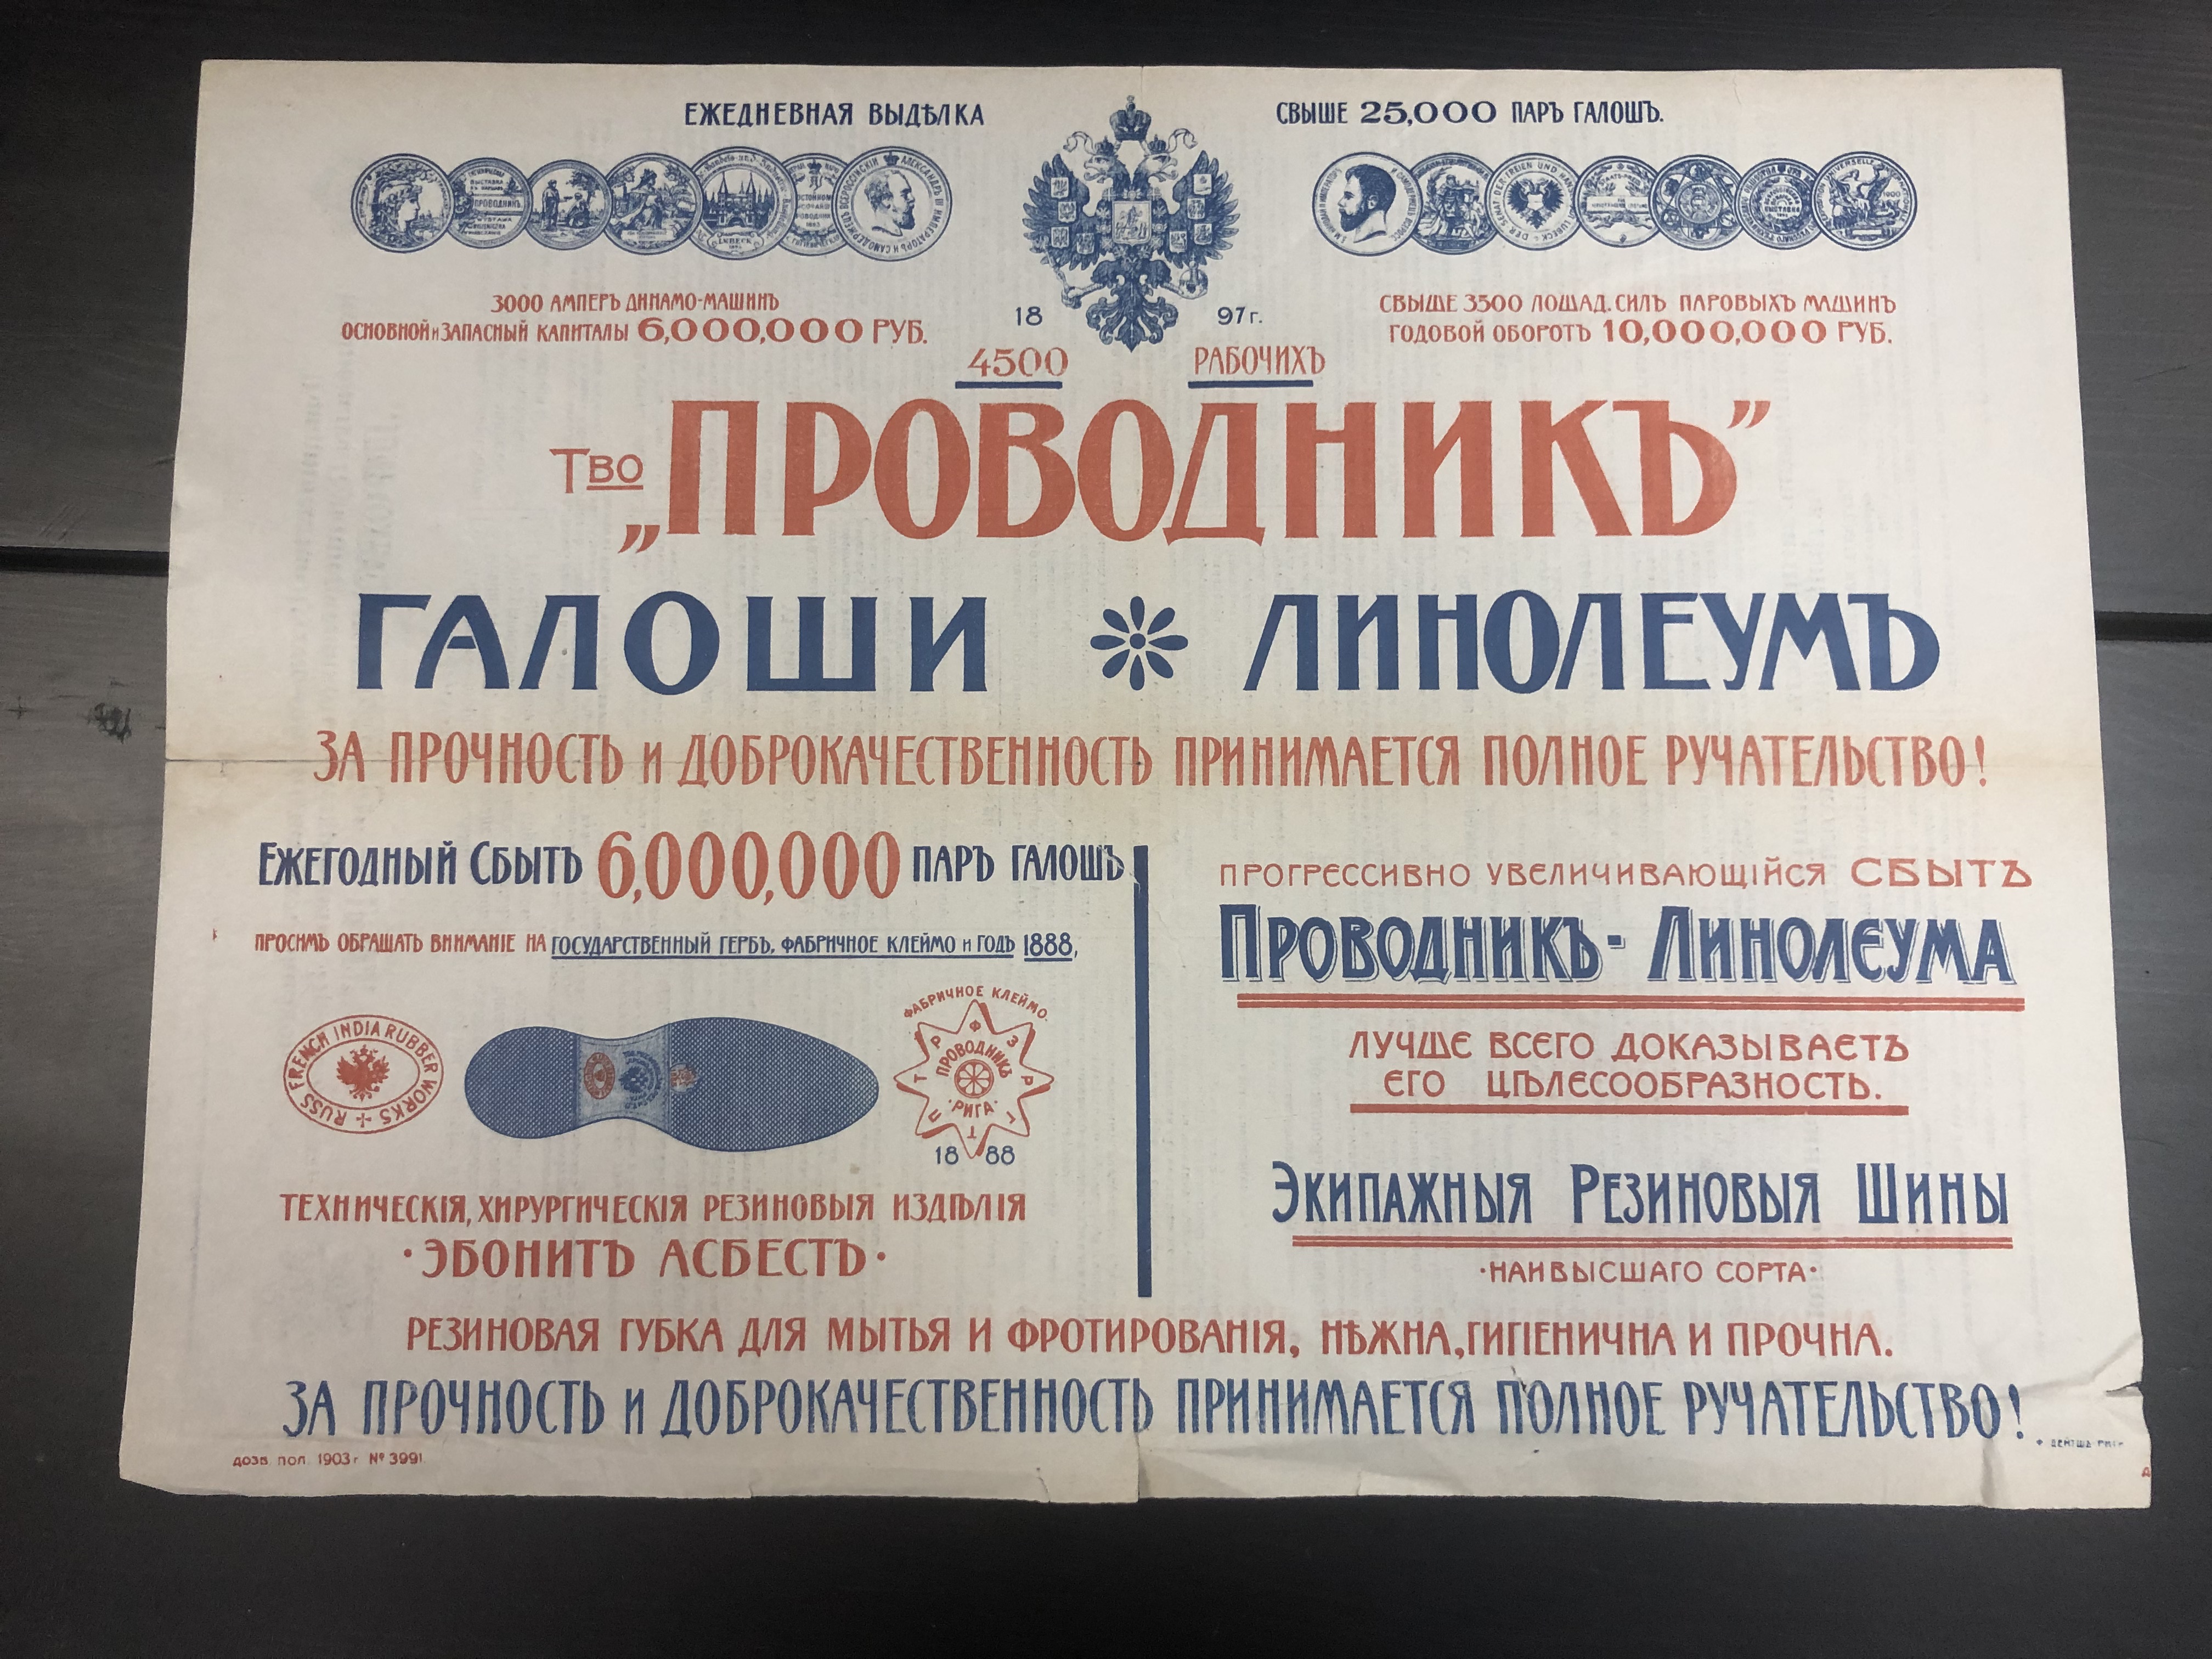 ЕЖЕДНЕВНАЯ ВЫДѢЛКА СВЫШЕ 25,000 ПАРЪ ГАЛОШЪ.
3000 АМПЕРЪ ДИНАМО-МАШИНЪ
ОСНОВНОЙ и ЗАПАСНЫЙ КАПИТАЛЫ 6,000,000 РУБ.
18 97г.
СВЫШЕ 3500 ЛОШАД. СИЛЪ ПАРОВЫХЪ МАШИНЪ
ГОДОВОЙ ОБОРОТЪ 10,000,000 РУБ.
4500 РАБОЧИХЪ
Тво „ПРОВОДНИКЪ”
ГАЛОШИ ЛИНОЛЕУМЪ
ЗА ПРОЧНОСТЬ и ДОБРОКАЧЕСТВЕННОСТЬ ПРИНИМАЕТСЯ ПОЛНОЕ РУЧАТЕЛЬСТВО!
ЕЖЕГОДНЫЙ СБЫТЪ 6,000,000 ПАРЪ ГАЛОШЪ
ПРОСИМЪ ОБРАЩАТЬ ВНИМАНІЕ НА ГОСУДАРСТВЕННЫЙ ГЕРБЪ, ФАБРИЧНОЕ КЛЕЙМО и ГОДЪ 1888,
RUSS FRENCH INDIA RUBBER WORKS
ФАБРИЧНОЕ КЛЕЙМО.
ПРОВОДНИКЪ
РИГА
18 88
ТЕХНИЧЕСКІЯ, ХИРУРГИЧЕСКІЯ РЕЗИНОВЫЯ ИЗДѢЛІЯ
·ЭБОНИТЪ АСБЕСТЪ·
ПРОГРЕССИВНО УВЕЛИЧИВАЮЩІЙСЯ СБЫТЪ
ПРОВОДНИКЪ-ЛИНОЛЕУМА
ЛУЧШЕ ВСЕГО ДОКАЗЫВАЕТЪ
ЕГО ЦѢЛЕСООБРАЗНОСТЬ.
ЭКИПАЖНЫЯ РЕЗИНОВЫЯ ШИНЫ
·НАИВЫСШАГО СОРТА·
РЕЗИНОВАЯ ГУБКА ДЛЯ МЫТЬЯ И ФРОТИРОВАНІЯ, НѢЖНА, ГИГІЕНИЧНА И ПРОЧНА.
ЗА ПРОЧНОСТЬ и ДОБРОКАЧЕСТВЕННОСТЬ ПРИНИМАЕТСЯ ПОЛНОЕ РУЧАТЕЛЬСТВО!
ДОЗВ. ПОЛ. 1903 г. № 3991.